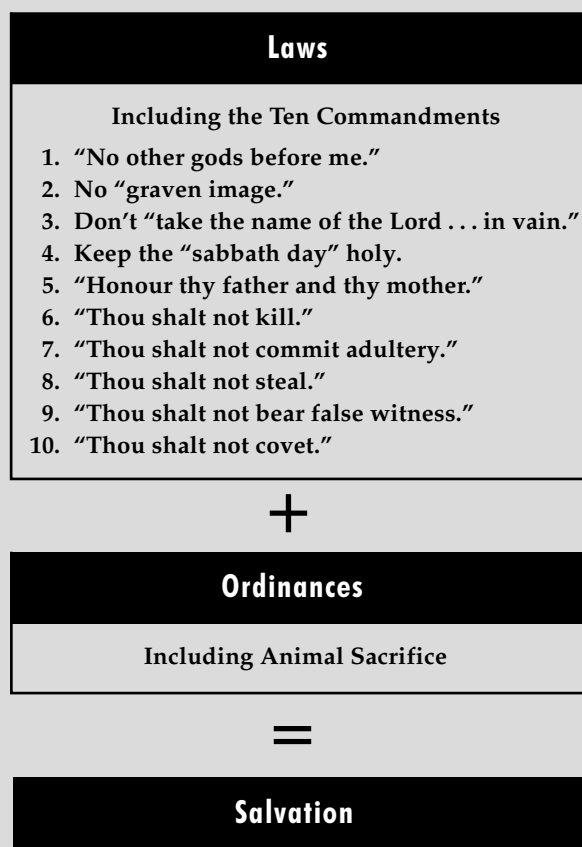 Laws
Including the Ten Commandments
1. “No other gods before me.”
2. No “graven image.”
3. Don’t “take the name of the Lord . . . in vain.”
4. Keep the “sabbath day” holy.
5. “Honour thy father and thy mother.”
6. “Thou shalt not kill.”
7. “Thou shalt not commit adultery.”
8. “Thou shalt not steal.”
9. “Thou shalt not bear false witness.”
10. “Thou shalt not covet.”
+
Ordinances
Including Animal Sacrifice
=
Salvation